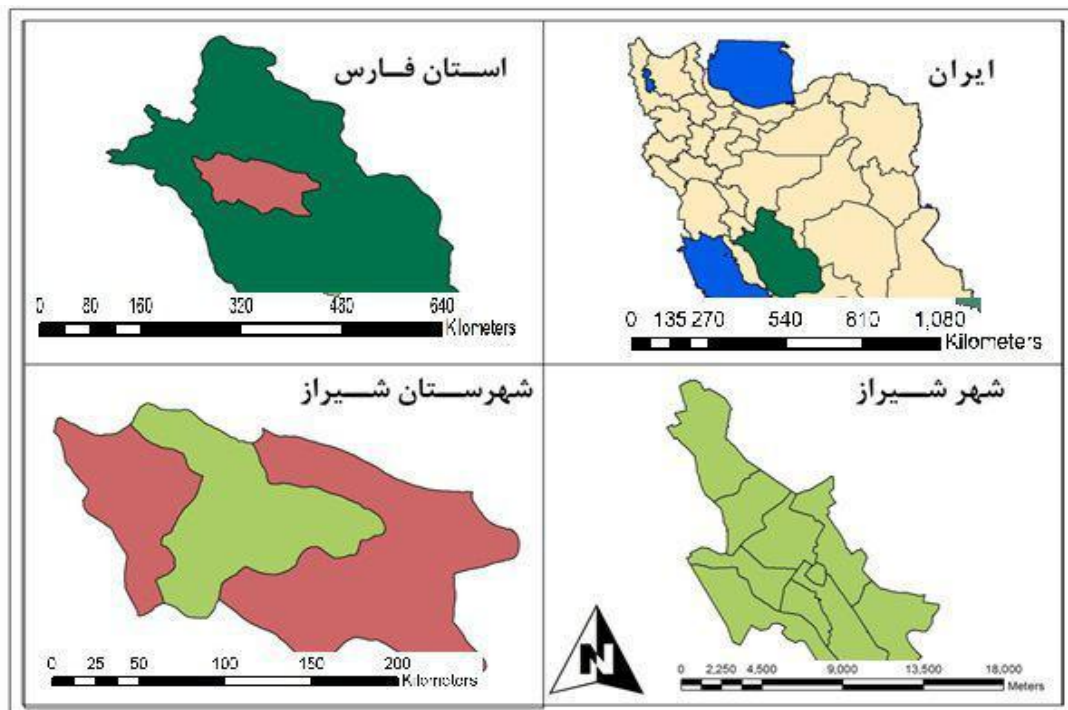 ایران
0 135 270 540 810 1,080
Kilometers
استان فارس
0 80 160 320 480 640
Kilometers
شهر شیراز
N
0 2,250 4,500 9,000 13,500 18,000
Meters
شهرستان شیراز
0 25 50 100 150 200
Kilometers